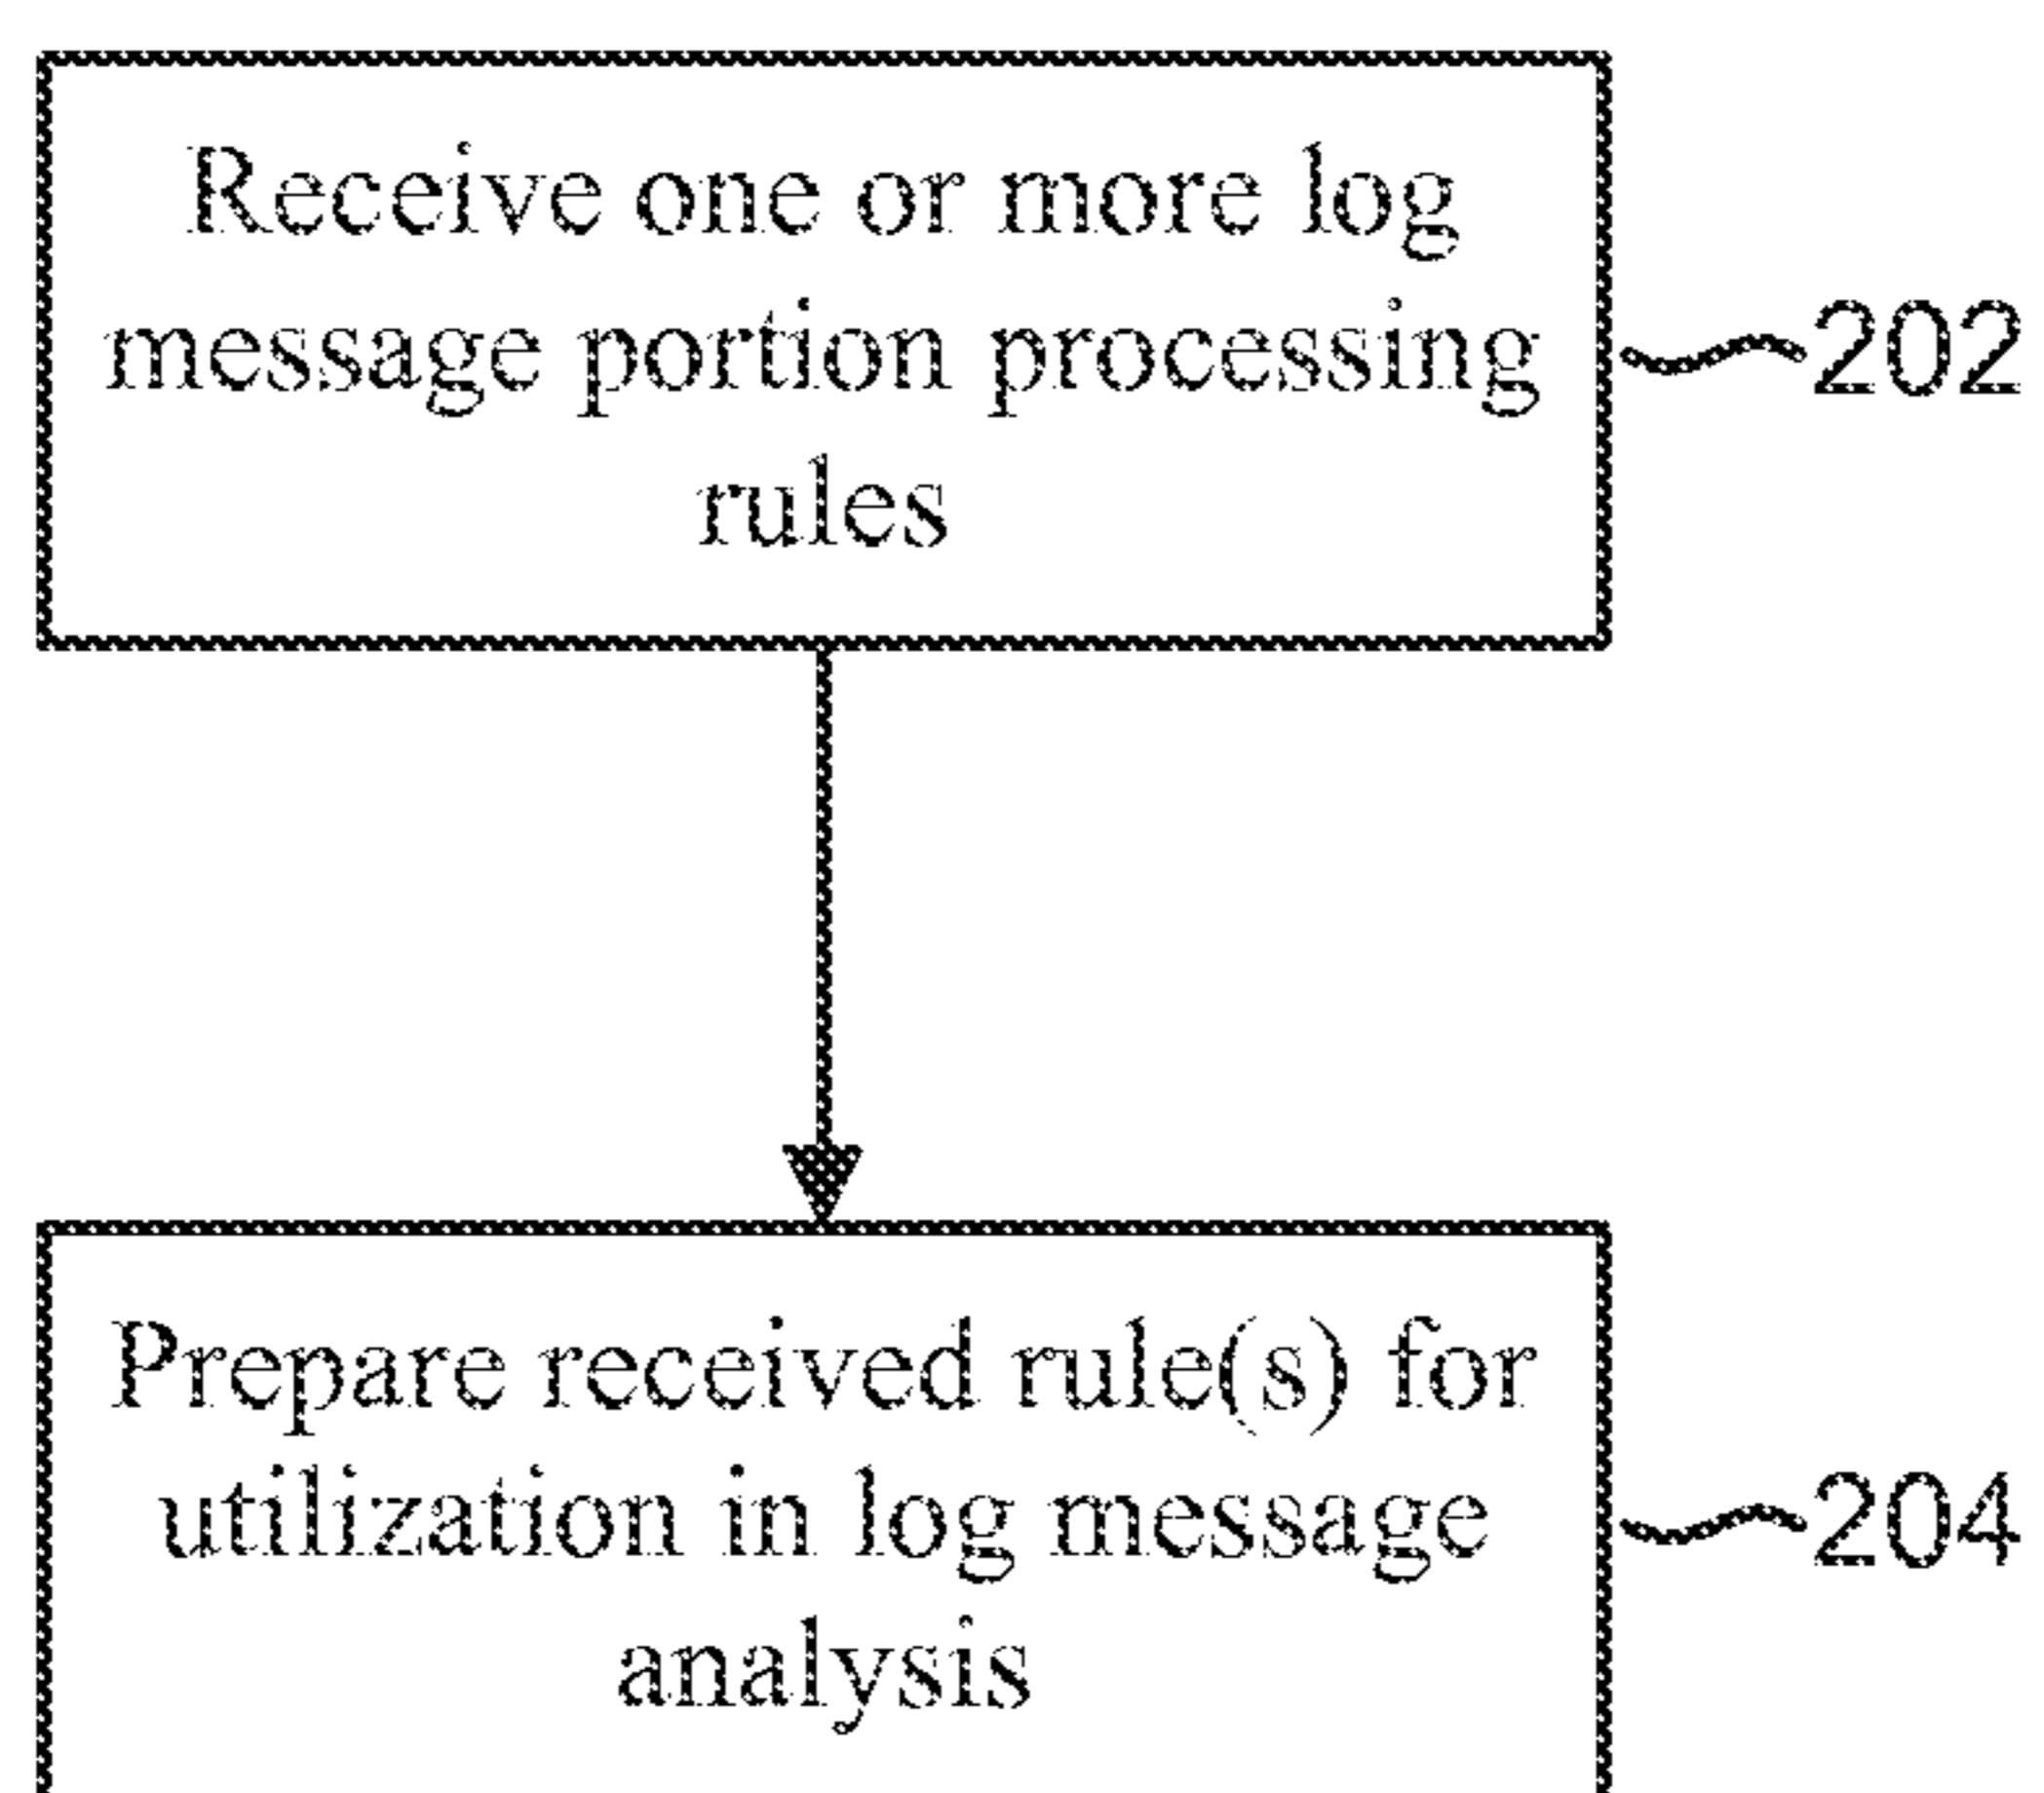 Receive one or more log
message portion processing
rules
202
Prepare received rule(s) for
utilization in log message
analysis
204